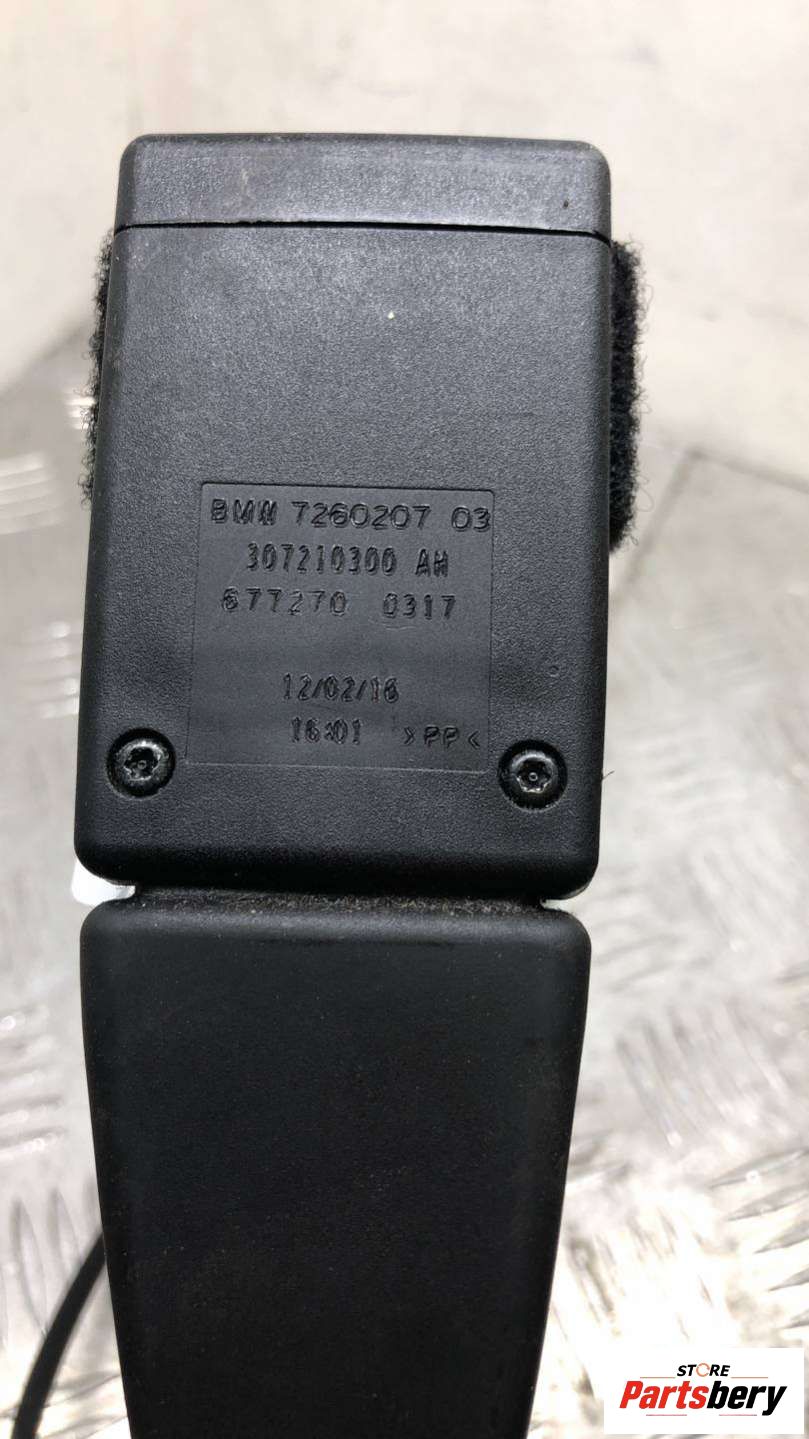 BMW 7260207 03
307210300 AH
677270 0317
12/02/16
16:01 >PP<
STORE
Partsbery